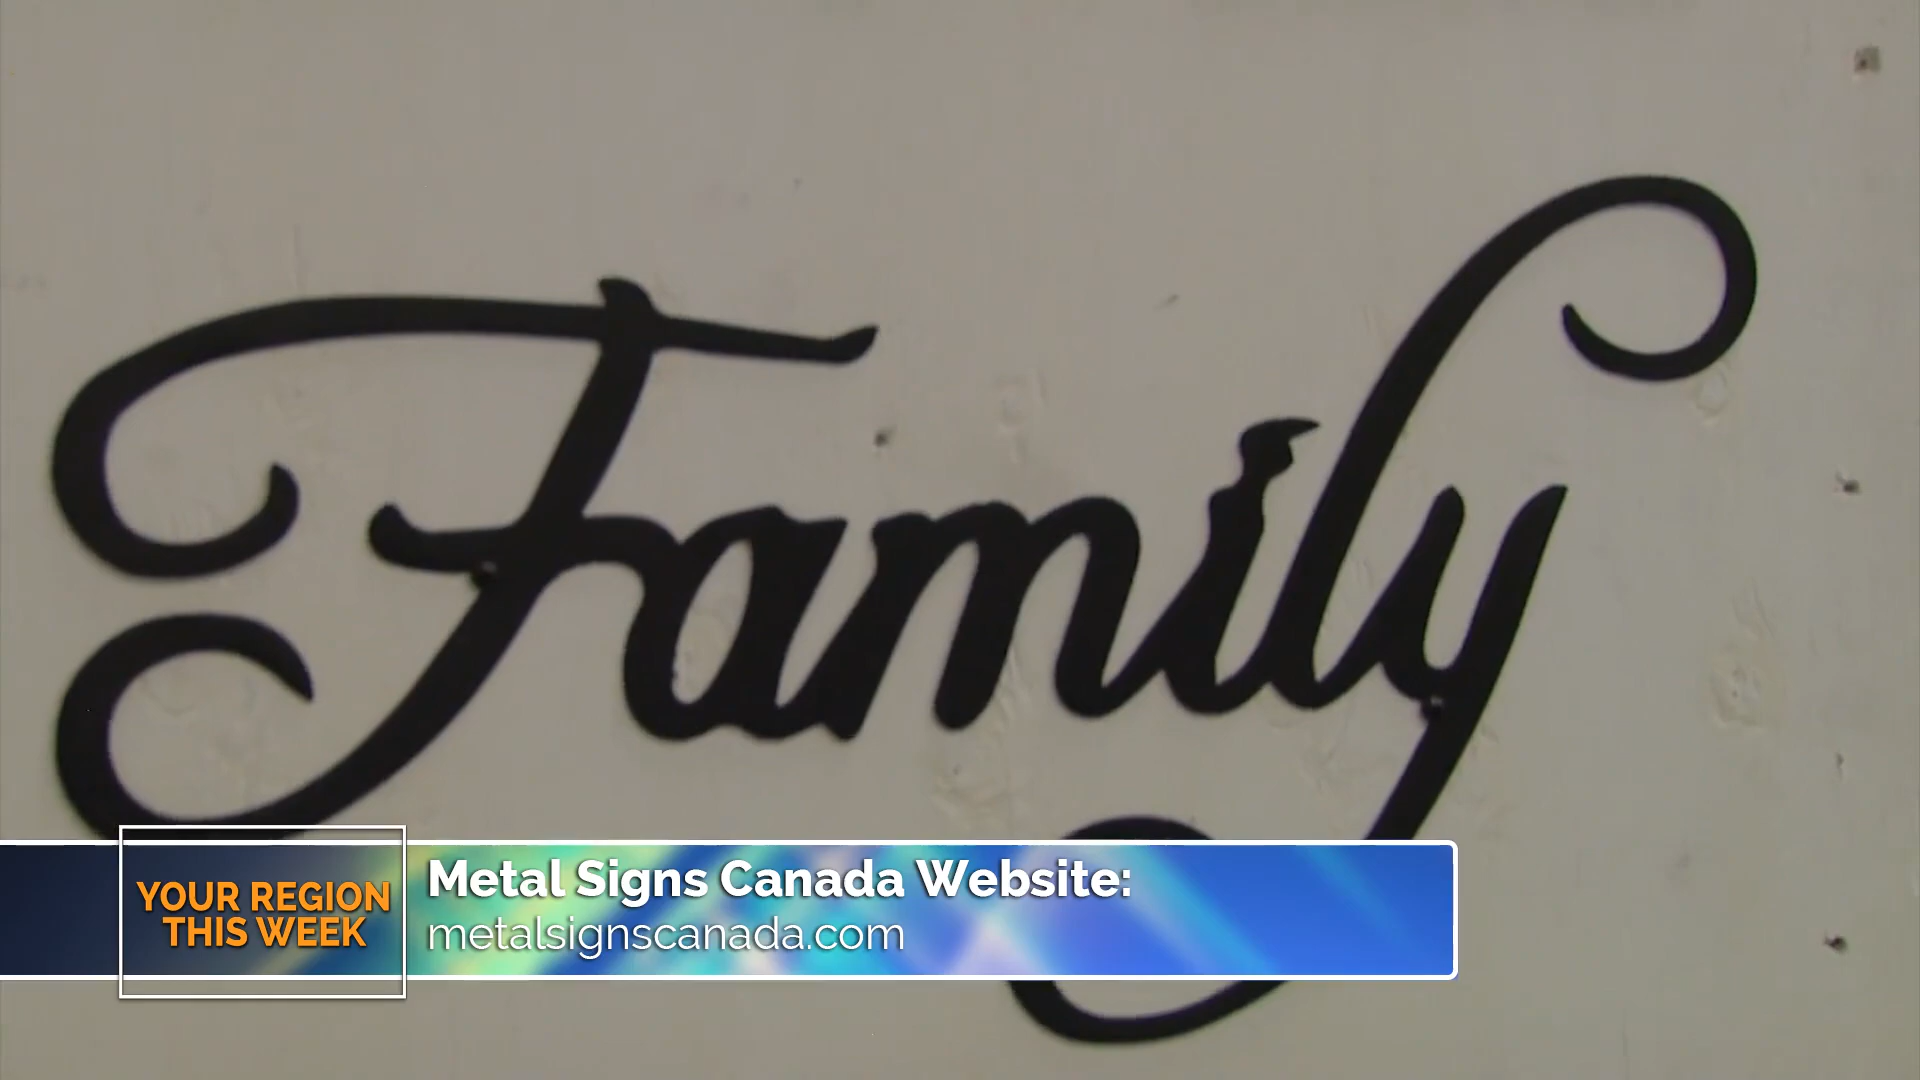 Family
YOUR REGION
THIS WEEK
Metal Signs Canada Website:
metalsignscanada.com